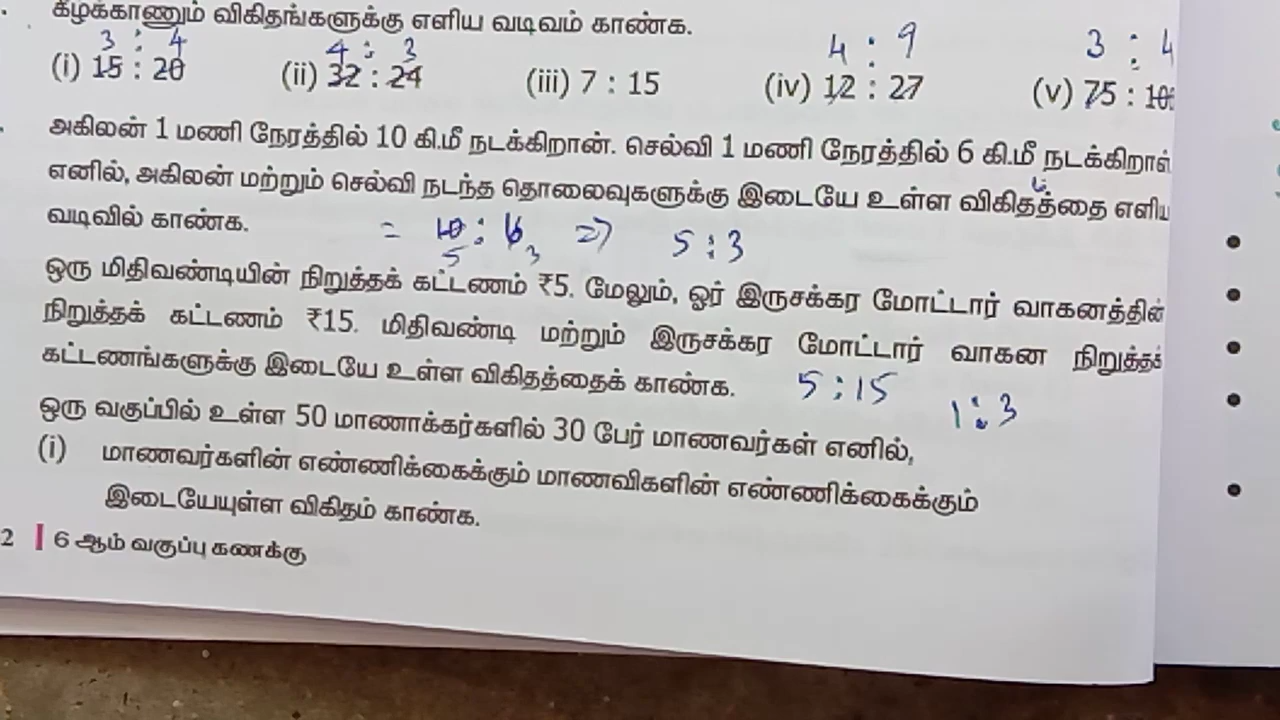 கீழ்க்காணும் விகிதங்களுக்கு எளிய வடிவம் காண்க.
3 : 4 4 : 3 4 : 9 3 : 4
(i) 15 : 20 (ii) 32 : 24 (iii) 7 : 15 (iv) 12 : 27 (v) 75 : 100
அகிலன் 1 மணி நேரத்தில் 10 கி.மீ நடக்கிறான். செல்வி 1 மணி நேரத்தில் 6 கி.மீ நடக்கிறாள்
எனில், அகிலன் மற்றும் செல்வி நடந்த தொலைவுகளுக்கு இடையே உள்ள விகிதத்தை எளிய
வடிவில் காண்க. = 10 : 6 => 5 : 3
5 3
ஒரு மிதிவண்டியின் நிறுத்தக் கட்டணம் ₹5. மேலும், ஓர் இருசக்கர மோட்டார் வாகனத்தின்
நிறுத்தக் கட்டணம் ₹15. மிதிவண்டி மற்றும் இருசக்கர மோட்டார் வாகன நிறுத்தக்
கட்டணங்களுக்கு இடையே உள்ள விகிதத்தைக் காண்க. 5 : 15 1 : 3
ஒரு வகுப்பில் உள்ள 50 மாணாக்கர்களில் 30 பேர் மாணவர்கள் எனில்,
(i) மாணவர்களின் எண்ணிக்கைக்கும் மாணவிகளின் எண்ணிக்கைக்கும்
இடையேயுள்ள விகிதம் காண்க.
2 | 6 ஆம் வகுப்பு கணக்கு